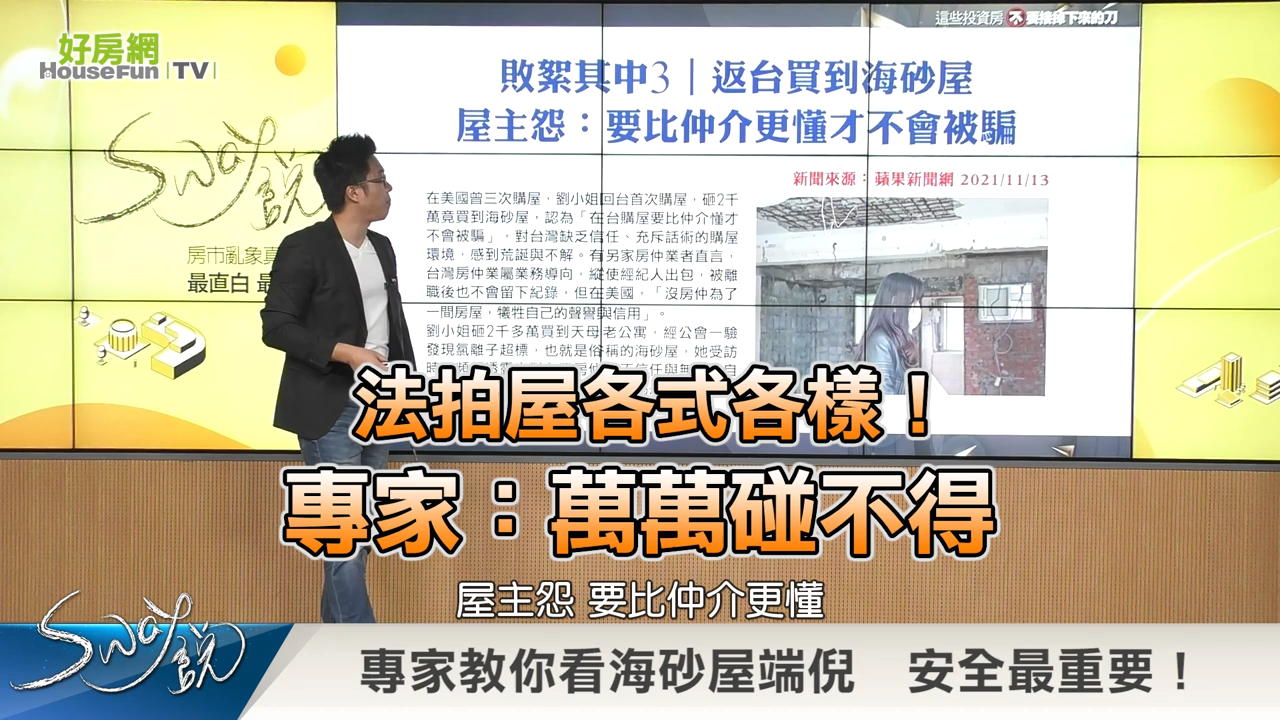 好房網
HouseFun TV
這些投資房 不要接掉下來的刀
敗絮其中3｜返台買到海砂屋
屋主怨：要比仲介更懂才不會被騙
新聞來源：蘋果新聞網 2021/11/13
Sway說
房市亂象真
最直白 最
在美國曾三次購屋，劉小姐回台首次購屋，砸2千
萬竟買到海砂屋，認為「在台購屋要比仲介懂才
不會被騙」，對台灣缺乏信任、充斥話術的購屋
環境，感到荒誕與不解。有另家房仲業者直言，
台灣房仲業屬業務導向，縱使經紀人出包，被離
職後也不會留下紀錄，但在美國，「沒房仲為了
一間房屋，犧牲自己的聲譽與信用」。
劉小姐砸2千多萬買到天母老公寓，經公會一驗
發現氯離子超標，也就是俗稱的海砂屋，她受訪
法拍屋各式各樣！
專家：萬萬碰不得
屋主怨 要比仲介更懂
Sway說
專家教你看海砂屋端倪 安全最重要！